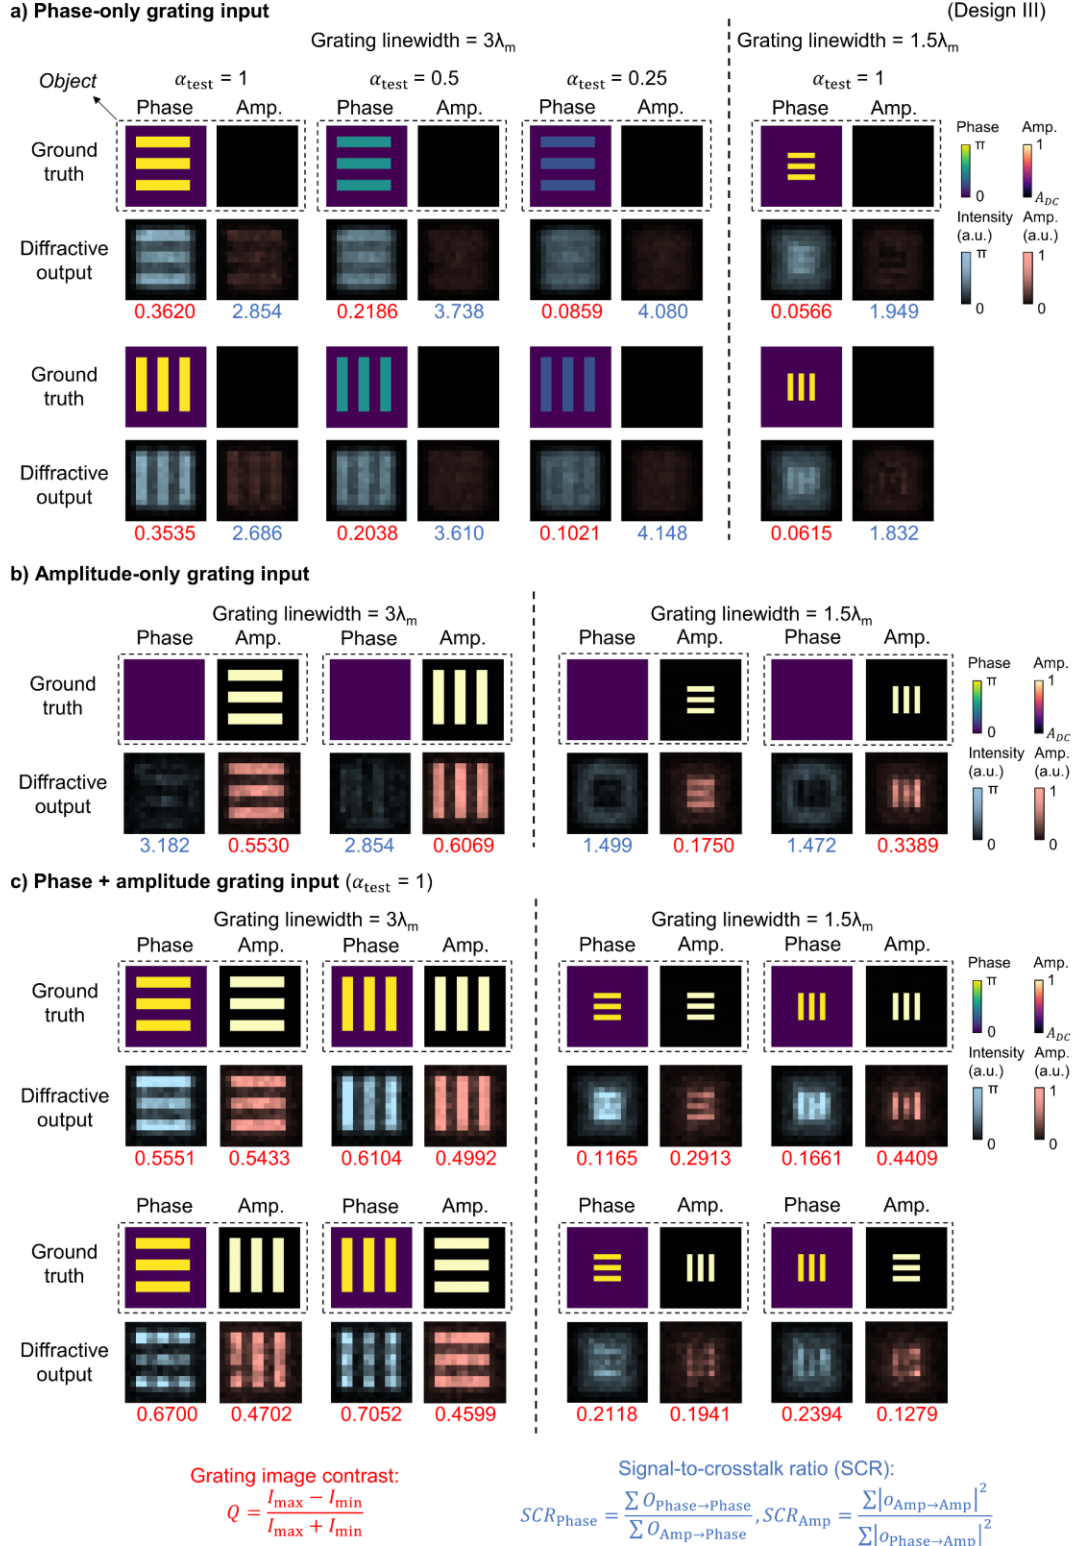 a) Phase-only grating input (Design III)
Grating linewidth = 3λm Grating linewidth = 1.5λm
Object αtest = 1 αtest = 0.5 αtest = 0.25 αtest = 1
Phase Amp. Phase Amp. Phase Amp. Phase Amp.
Ground truth
Phase Amp.
π 1
0 ADC
Diffractive output
Intensity (a.u.) Amp. (a.u.)
π 1
0 0
0.3620 2.854 0.2186 3.738 0.0859 4.080 0.0566 1.949
Ground truth
Diffractive output
0.3535 2.686 0.2038 3.610 0.1021 4.148 0.0615 1.832
b) Amplitude-only grating input
Grating linewidth = 3λm Grating linewidth = 1.5λm
Phase Amp. Phase Amp. Phase Amp. Phase Amp.
Ground truth
Phase Amp.
π 1
0 ADC
Diffractive output
Intensity (a.u.) Amp. (a.u.)
π 1
0 0
3.182 0.5530 2.854 0.6069 1.499 0.1750 1.472 0.3389
c) Phase + amplitude grating input (αtest = 1)
Grating linewidth = 3λm Grating linewidth = 1.5λm
Phase Amp. Phase Amp. Phase Amp. Phase Amp.
Ground truth
Phase Amp.
π 1
0 ADC
Diffractive output
Intensity (a.u.) Amp. (a.u.)
π 1
0 0
0.5551 0.5433 0.6104 0.4992 0.1165 0.2913 0.1661 0.4409
Phase Amp. Phase Amp. Phase Amp. Phase Amp.
Ground truth
Diffractive output
0.6700 0.4702 0.7052 0.4599 0.2118 0.1941 0.2394 0.1279
Grating image contrast:
Q = (Imax − Imin) / (Imax + Imin)
Signal-to-crosstalk ratio (SCR):
SCRPhase = ∑ OPhase→Phase / ∑ OAmp→Phase, SCRAmp = ∑|oAmp→Amp|² / ∑|oPhase→Amp|²